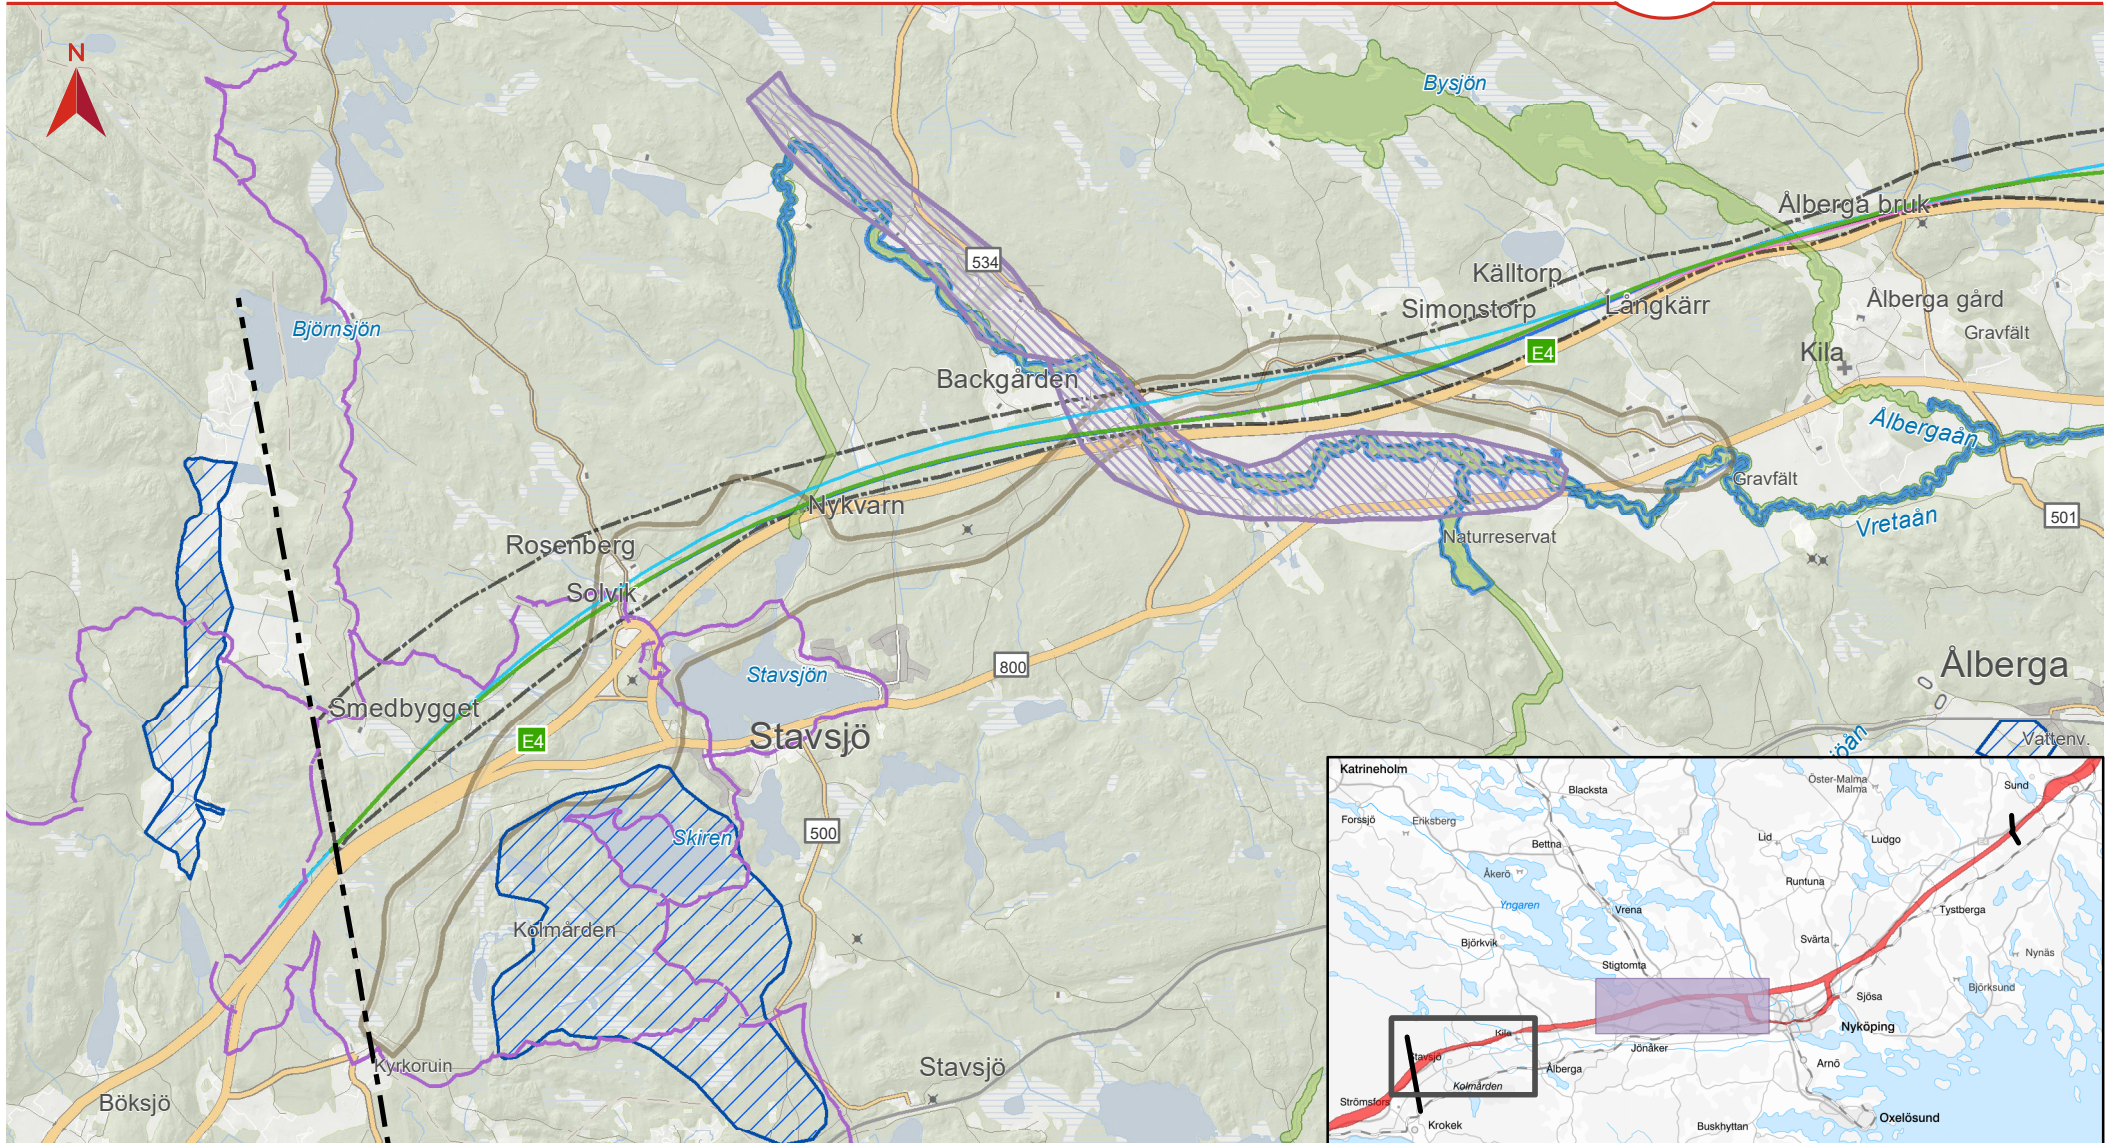 N
Bysjön
Ålberga bruk
534
Källtorp
Simonstorp
Långkärr
Ålberga gård
Gravfält
Björnsjön
E4
Kila
Backgården
Ålbergaån
Gravfält
Nykvarn
Vretaån
501
Naturreservat
Rosenberg
Solvik
Stavsjön
800
Ålberga
Smedbygget
E4
Stavsjö
Vattenv.
jöån
Skiren
500
Kolmården
Kyrkoruin
Stavsjö
Böksjö
Katrineholm
Öster-Malma
Malma
Sund
Blacksta
Forssjö
Eriksberg
Lid
Ludgo
Bettna
Åkerö
Runtuna
Yngaren
Vrena
Tystberga
Svärta
Björkvik
Nynäs
Stigtomta
Björksund
Sjösa
Kila
Nyköping
Stavsjö
Jönåker
Ålberga
Arnö
Kolmården
Strömsfors
Krokek
Buskhyttan
Oxelösund